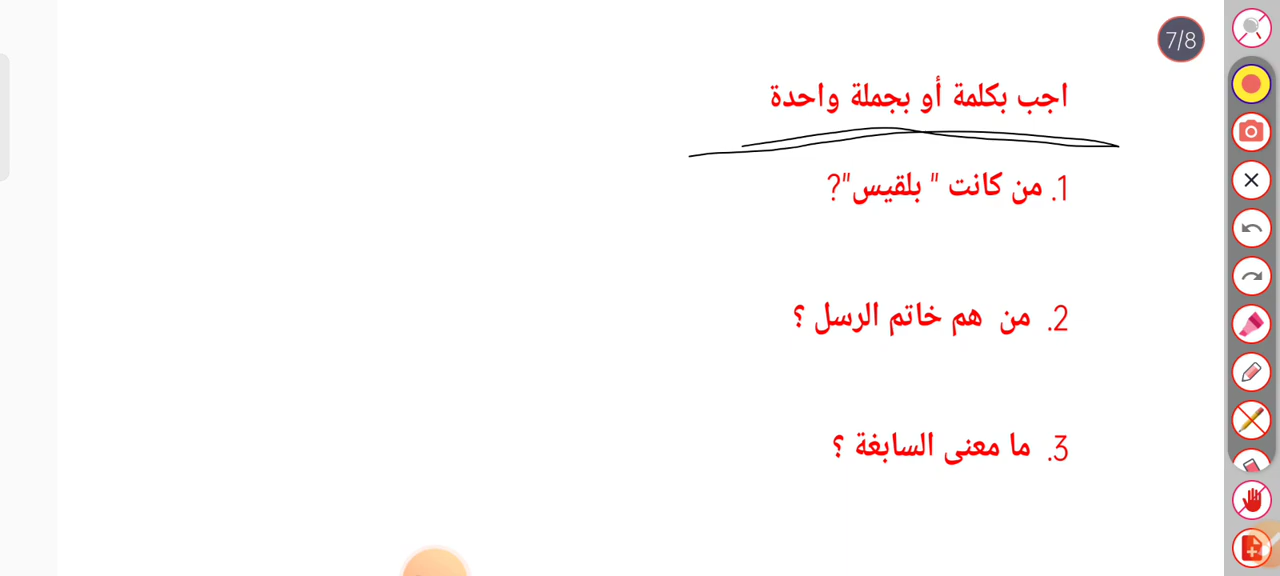 7/8
اجب بكلمة أو بجملة واحدة
1. من كانت " بلقيس"?
2. من هم خاتم الرسل ؟
3. ما معنى السابغة ؟